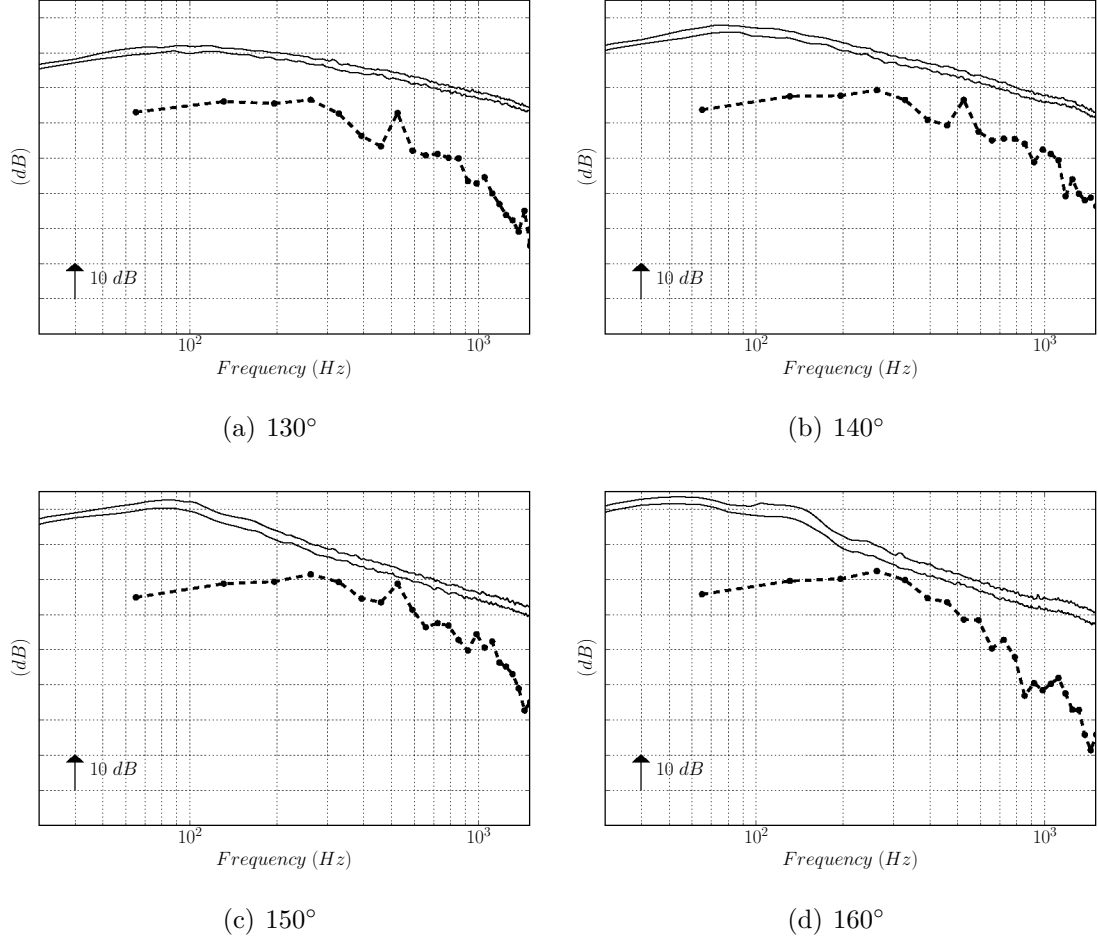 (dB)
10 dB
10² 10³
Frequency (Hz)
(a) 130°
(dB)
10 dB
10² 10³
Frequency (Hz)
(b) 140°
(dB)
10 dB
10² 10³
Frequency (Hz)
(c) 150°
(dB)
10 dB
10² 10³
Frequency (Hz)
(d) 160°